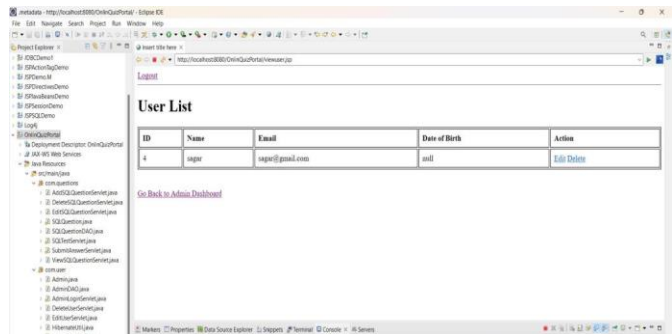 .metadata - http://localhost:8080/OnlinQuizPortal/ - Eclipse IDE
File Edit Navigate Search Project Run Window Help
Project Explorer
JDBCDemo1
JSPActionTagDemo
JSPDemo M
JSPDirectivesDemo
JSPJavaBeansDemo
JSPSessionDemo
JSPSQLDemo
Log4j
OnlinQuizPortal
Deployment Descriptor: OnlinQuizPortal
JAX-WS Web Services
Java Resources
src/main/java
com.questions
AddSQLQuestionServlet.java
DeleteSQLQuestionServlet.java
EditSQLQuestionServlet.java
SQLQuestion.java
SQLQuestionDAO.java
SQLTestServlet.java
SubmitAnswerServlet.java
ViewSQLQuestionServlet.java
com.user
Admin.java
AdminDAO.java
AdminLoginServlet.java
DeleteUserServlet.java
EditUserServlet.java
HibernateUtil.java
Insert title here
http://localhost:8080/OnlinQuizPortal/viewuser.jsp
Logout
User List
ID Name Email Date of Birth Action
4 sagar sagar@gmail.com null Edit Delete
Go Back to Admin Dashboard
Markers Properties Data Source Explorer Snippets Terminal Console Servers